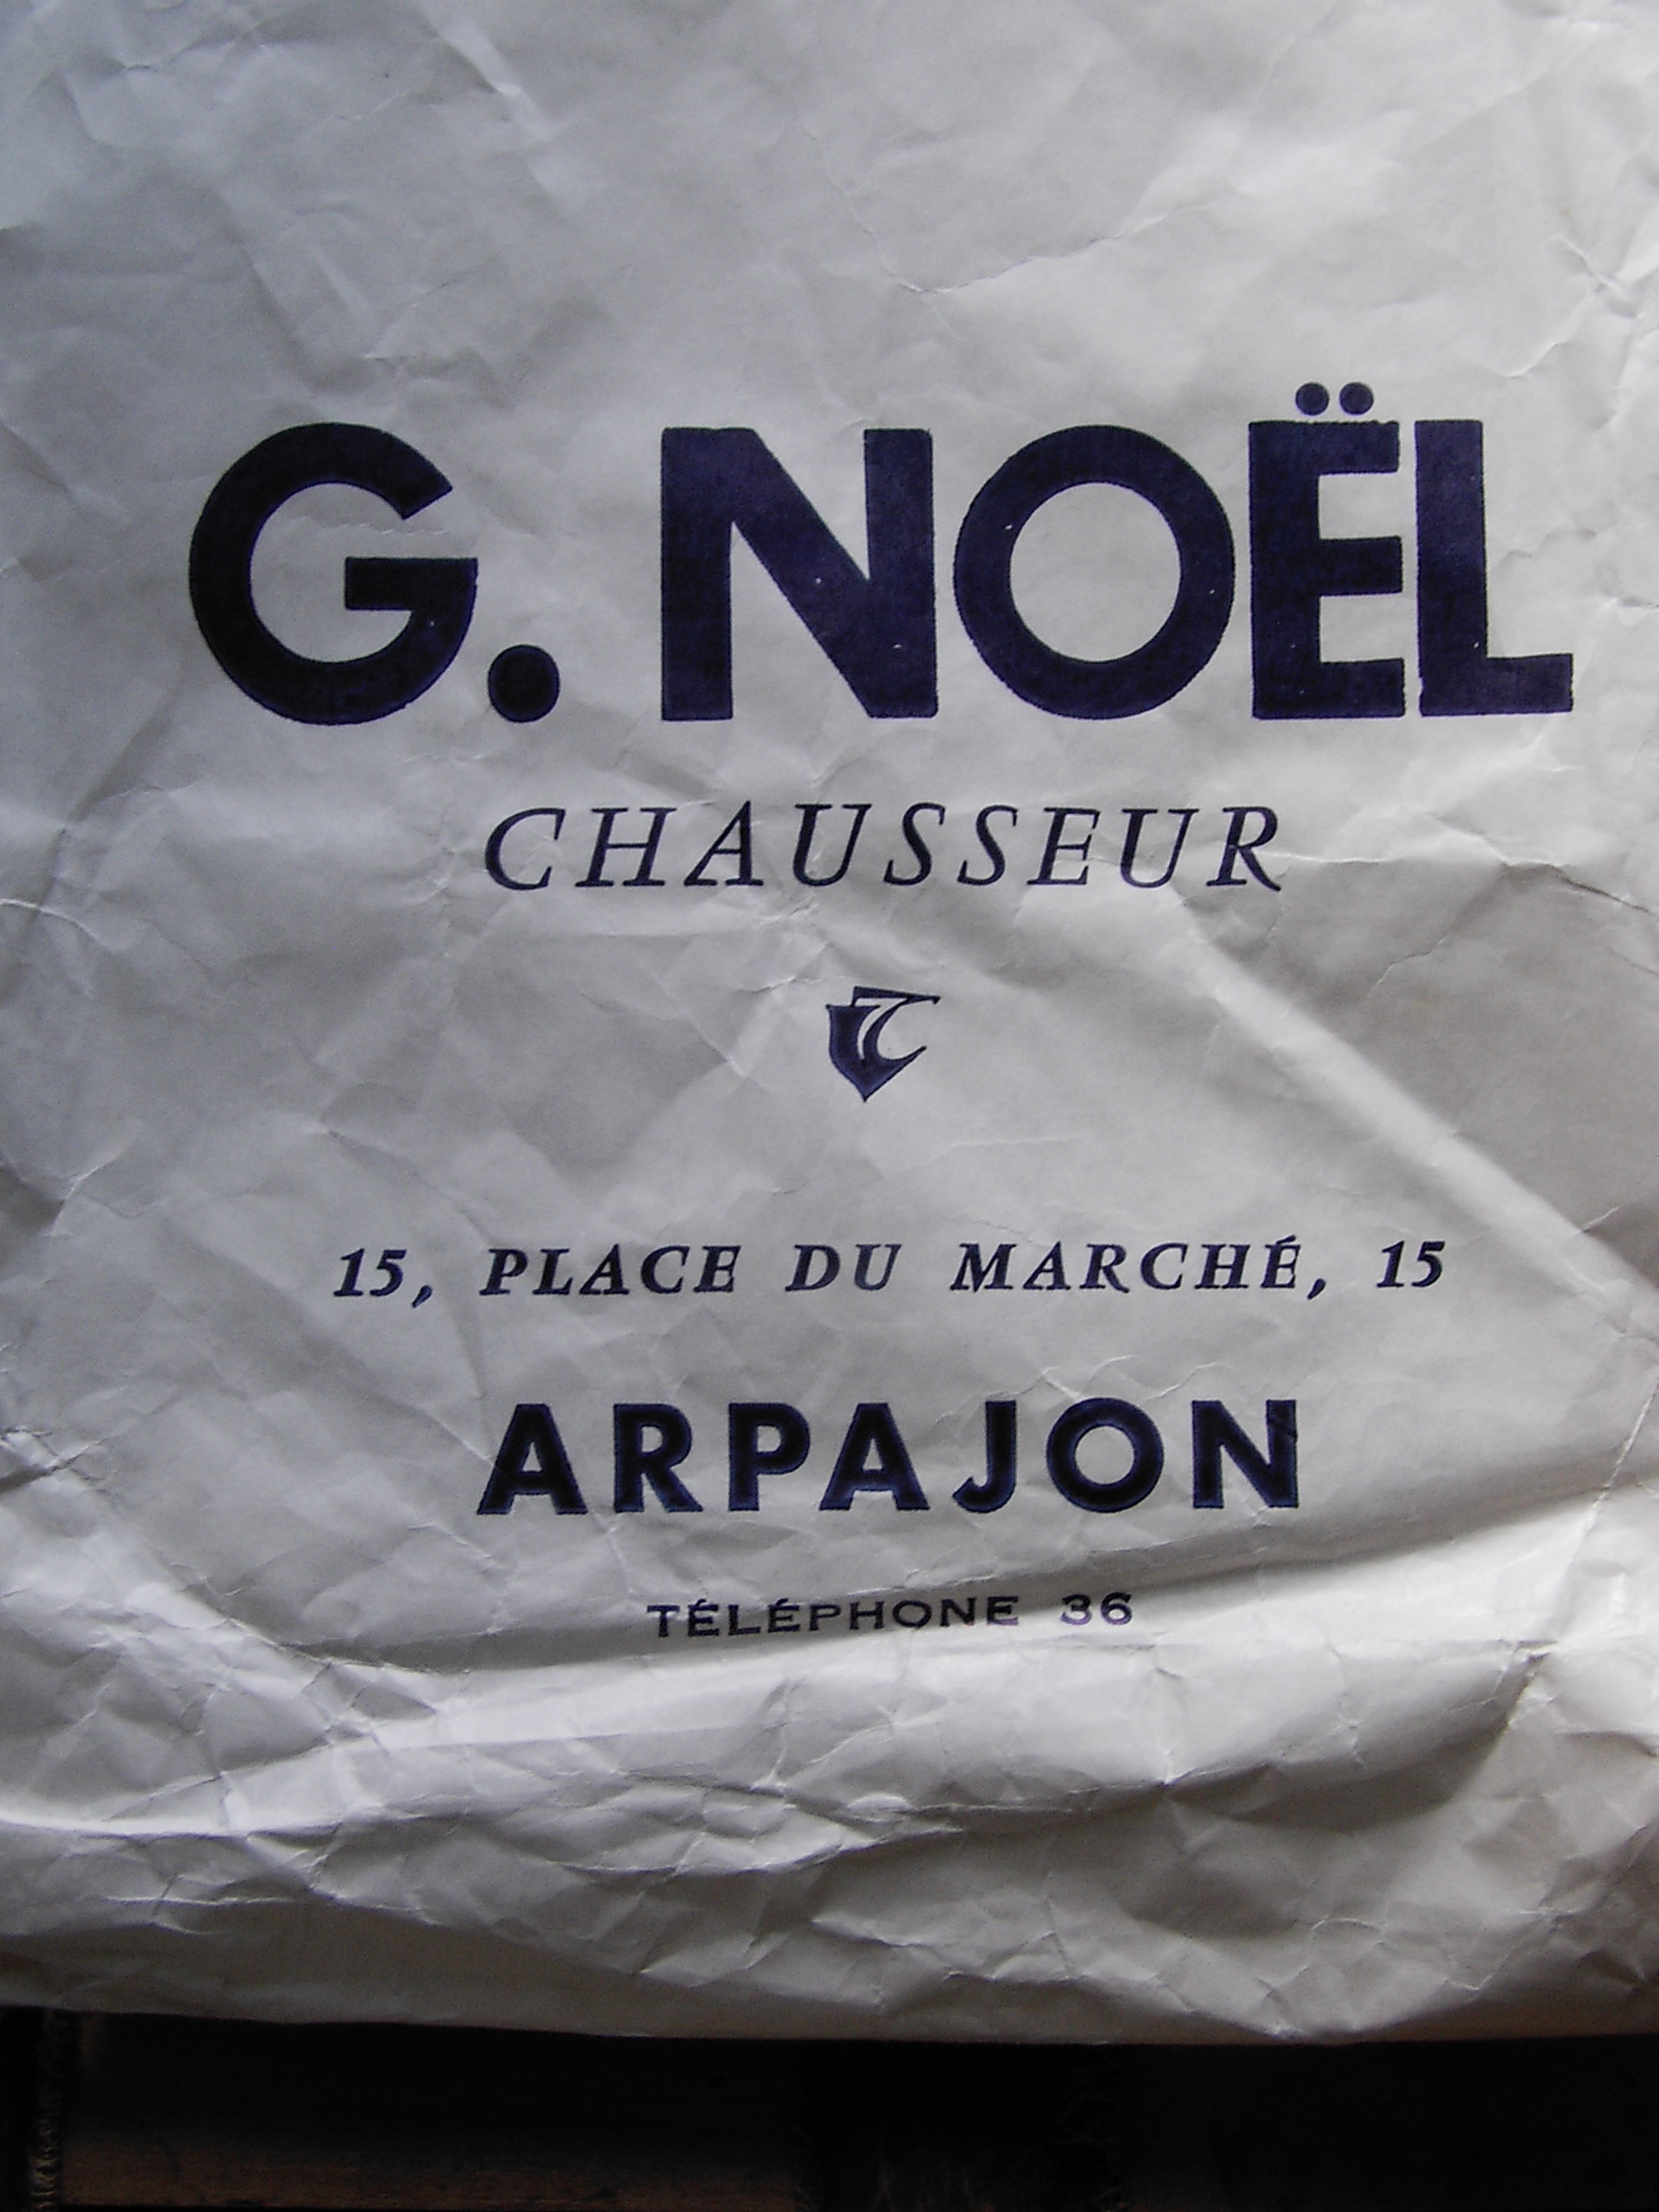 G. NOËL
CHAUSSEUR
15, PLACE DU MARCHÉ, 15
ARPAJON
TÉLÉPHONE 36